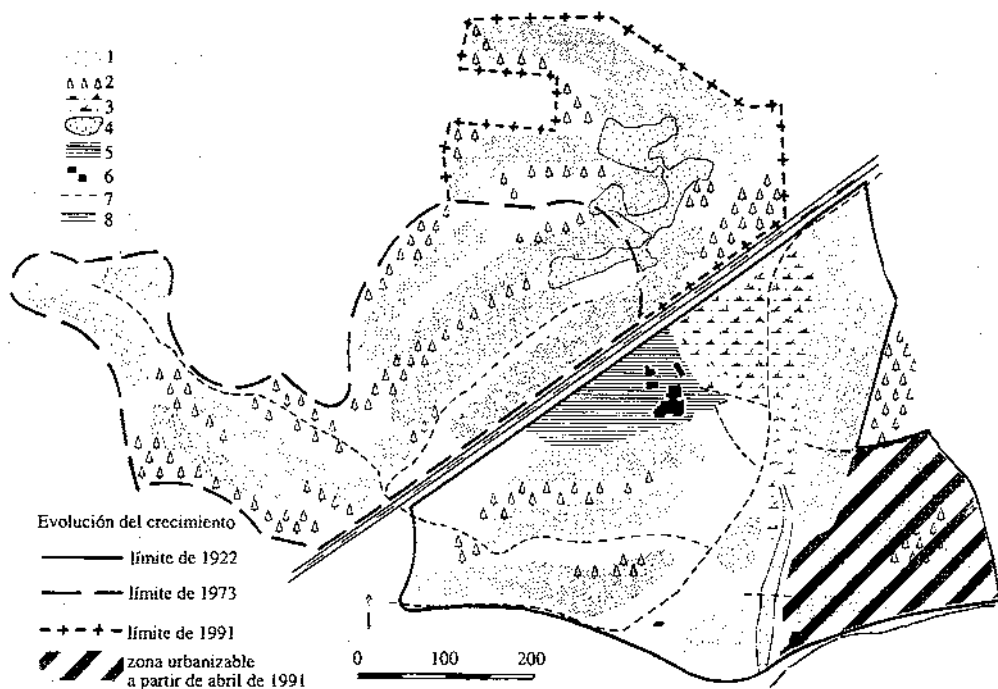 1
2
3
4
5
6
7
8
Evolución del crecimiento
límite de 1922
límite de 1973
límite de 1991
zona urbanizable
a partir de abril de 1991
0 100 200